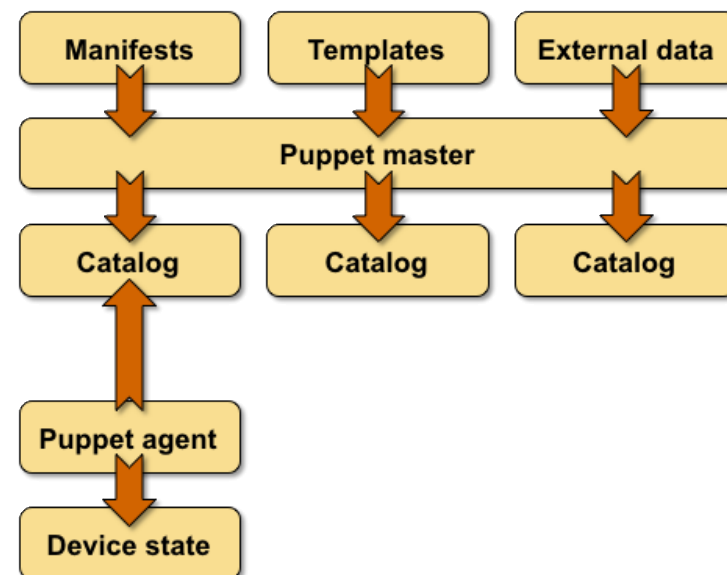 Manifests
Templates
External data
Puppet master
Catalog
Catalog
Catalog
Puppet agent
Device state